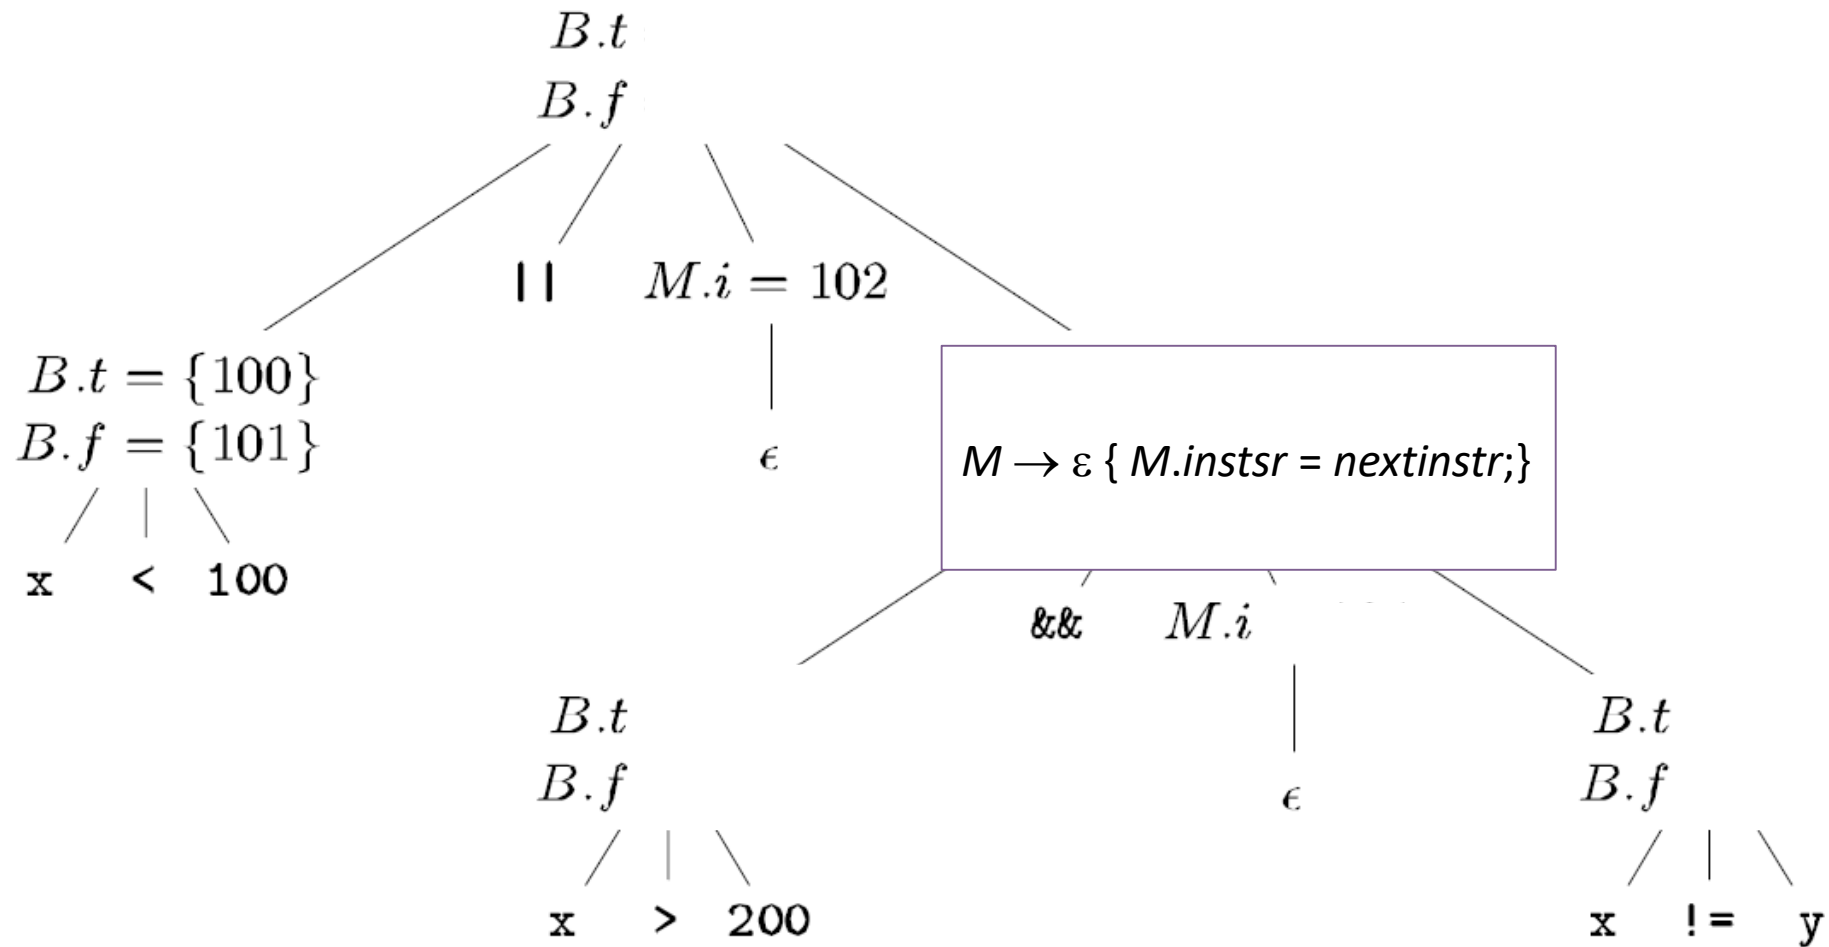 B.t
B.f
|| M.i = 102
B.t = {100}
B.f = {101}
ϵ
M → ε { M.instsr = nextinstr;}
x < 100
&& M.i
B.t
B.f
ϵ
B.t
B.f
x > 200
x != y